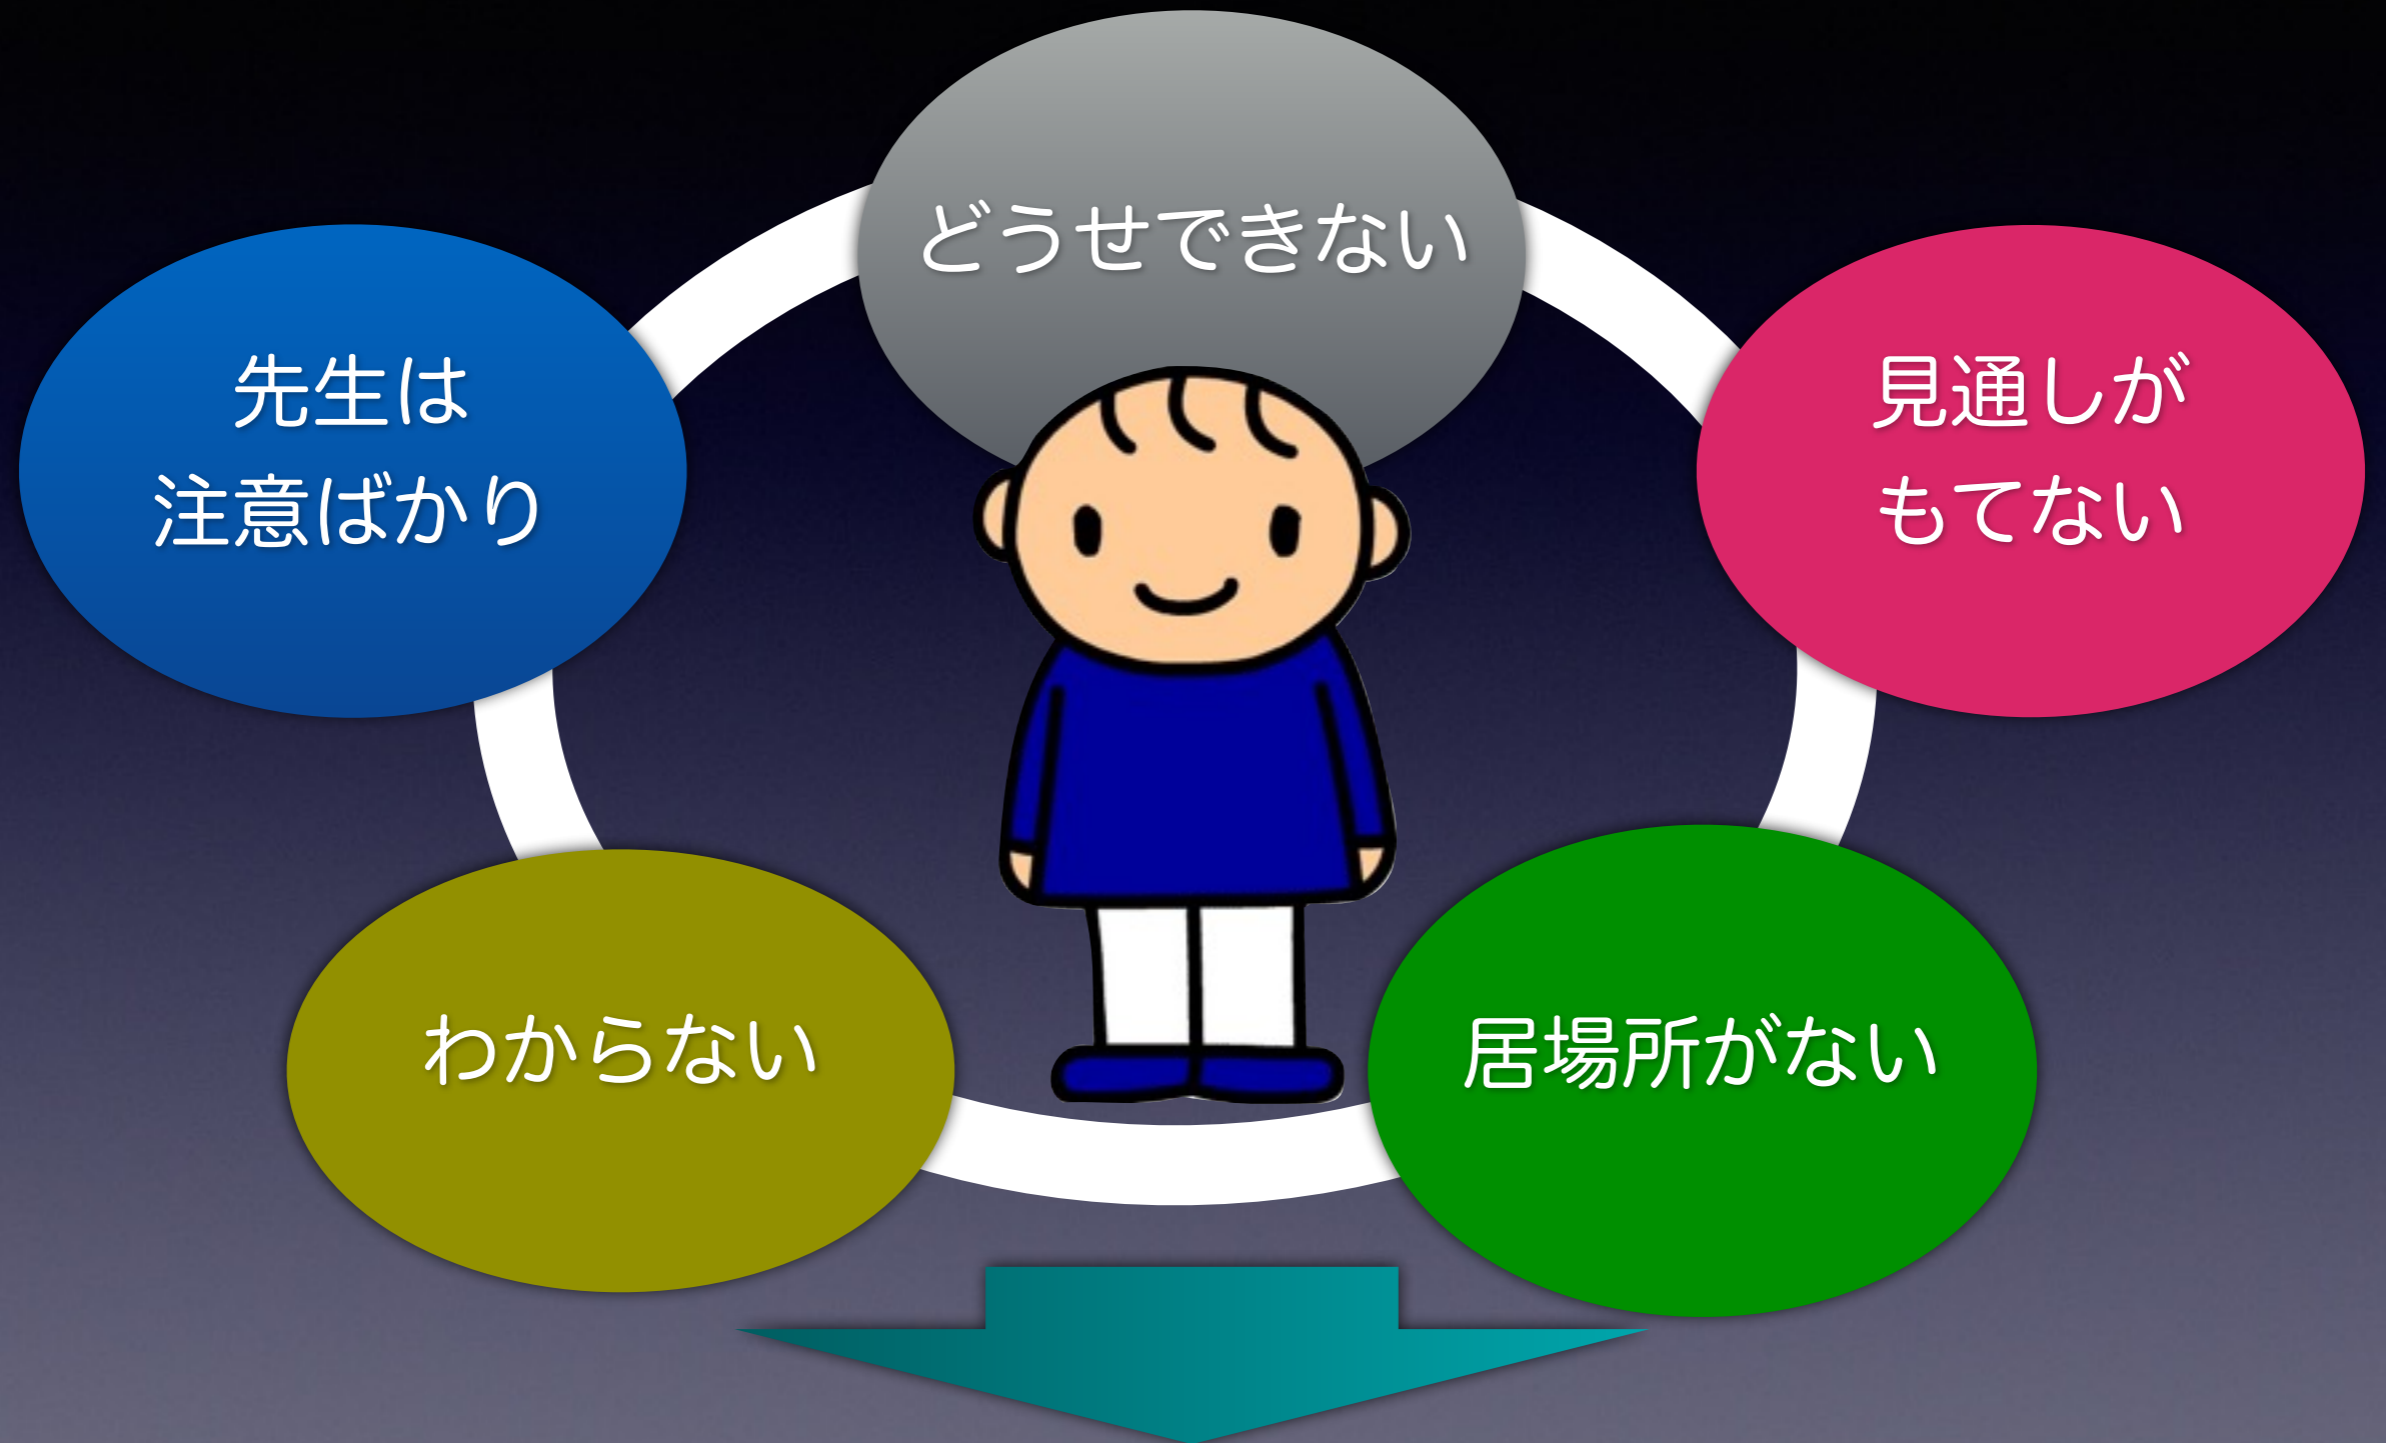 どうせできない
先生は
注意ばかり
見通しが
もてない
わからない
居場所がない